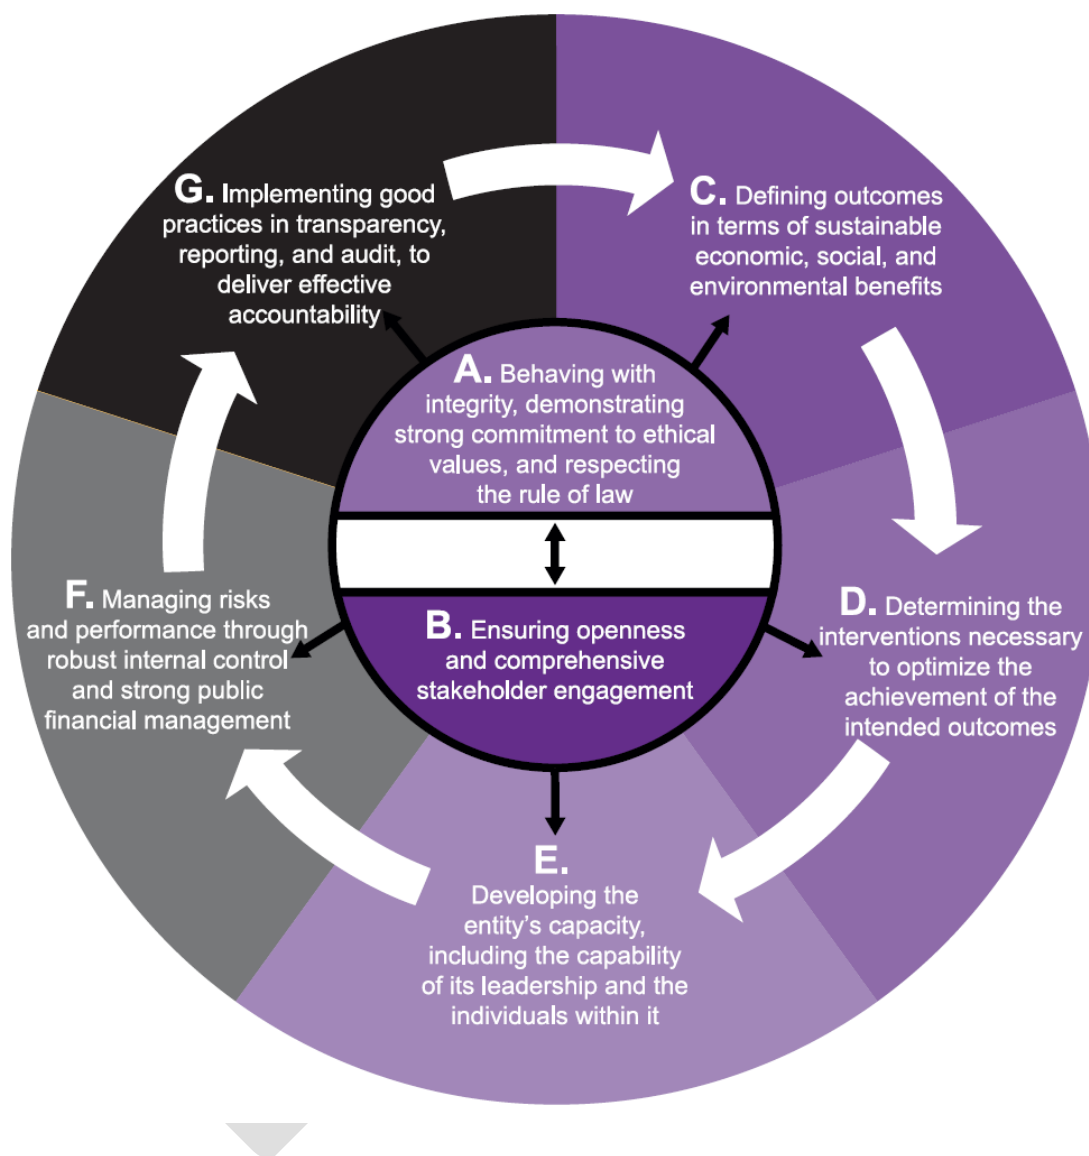 A. Behaving with
integrity, demonstrating
strong commitment to ethical
values, and respecting
the rule of law
B. Ensuring openness
and comprehensive
stakeholder engagement
C. Defining outcomes
in terms of sustainable
economic, social, and
environmental benefits
D. Determining the
interventions necessary
to optimize the
achievement of the
intended outcomes
E.
Developing the
entity’s capacity,
including the capability
of its leadership and the
individuals within it
F. Managing risks
and performance through
robust internal control
and strong public
financial management
G. Implementing good
practices in transparency,
reporting, and audit, to
deliver effective
accountability